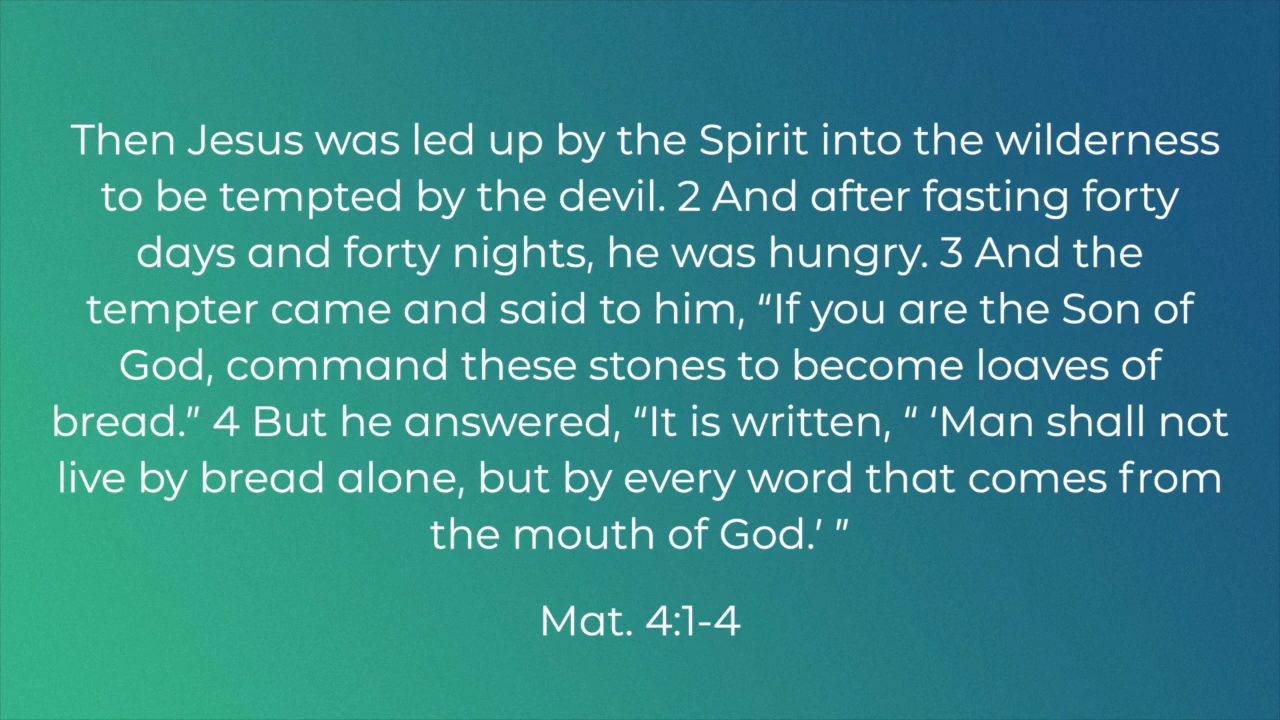 Then Jesus was led up by the Spirit into the wilderness
to be tempted by the devil. 2 And after fasting forty
days and forty nights, he was hungry. 3 And the
tempter came and said to him, “If you are the Son of
God, command these stones to become loaves of
bread.” 4 But he answered, “It is written, “ ‘Man shall not
live by bread alone, but by every word that comes from
the mouth of God.’ ”
Mat. 4:1-4